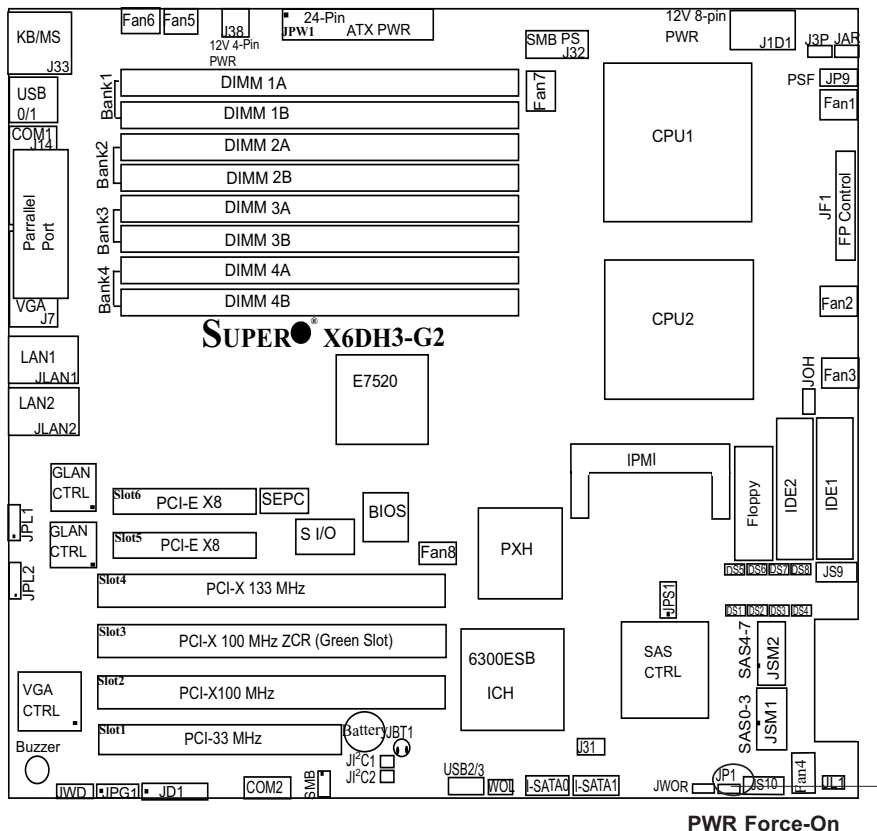 Fan6
Fan5
J38
12V 4-Pin
PWR
24-Pin
JPW1
ATX PWR
SMB PS
J32
12V 8-pin
PWR
J1D1
J3P
JAR
KB/MS
J33
USB
0/1
COM1
J14
Parrallel
Port
VGA
J7
LAN1
JLAN1
LAN2
JLAN2
Bank1
DIMM 1A
DIMM 1B
Bank2
DIMM 2A
DIMM 2B
Bank3
DIMM 3A
DIMM 3B
Bank4
DIMM 4A
DIMM 4B
Fan7
CPU1
PSF
JP9
Fan1
JF1
FP Control
CPU2
Fan2
Fan3
JOH
SUPER® X6DH3-G2
E7520
IPMI
Floppy
IDE2
IDE1
GLAN
CTRL
Slot6
PCI-E X8
SEPC
BIOS
S I/O
JPL1
GLAN
CTRL
Slot5
PCI-E X8
Fan8
PXH
DS5
DS6
DS7
DS8
JS9
JPL2
Slot4
PCI-X 133 MHz
JPS1
DS1
DS2
DS3
DS4
Slot3
PCI-X 100 MHz ZCR (Green Slot)
6300ESB
ICH
SAS
CTRL
SAS4-7
JSM2
VGA
CTRL
Slot2
PCI-X100 MHz
SAS0-3
JSM1
Slot1
PCI-33 MHz
Battery
JBT1
Buzzer
JI²C1
JI²C2
J31
JWD
JPG1
JD1
COM2
SMB
USB2/3
WOL
I-SATA0
I-SATA1
JWOR
JP1
JS10
Fan4
JL1
PWR Force-On